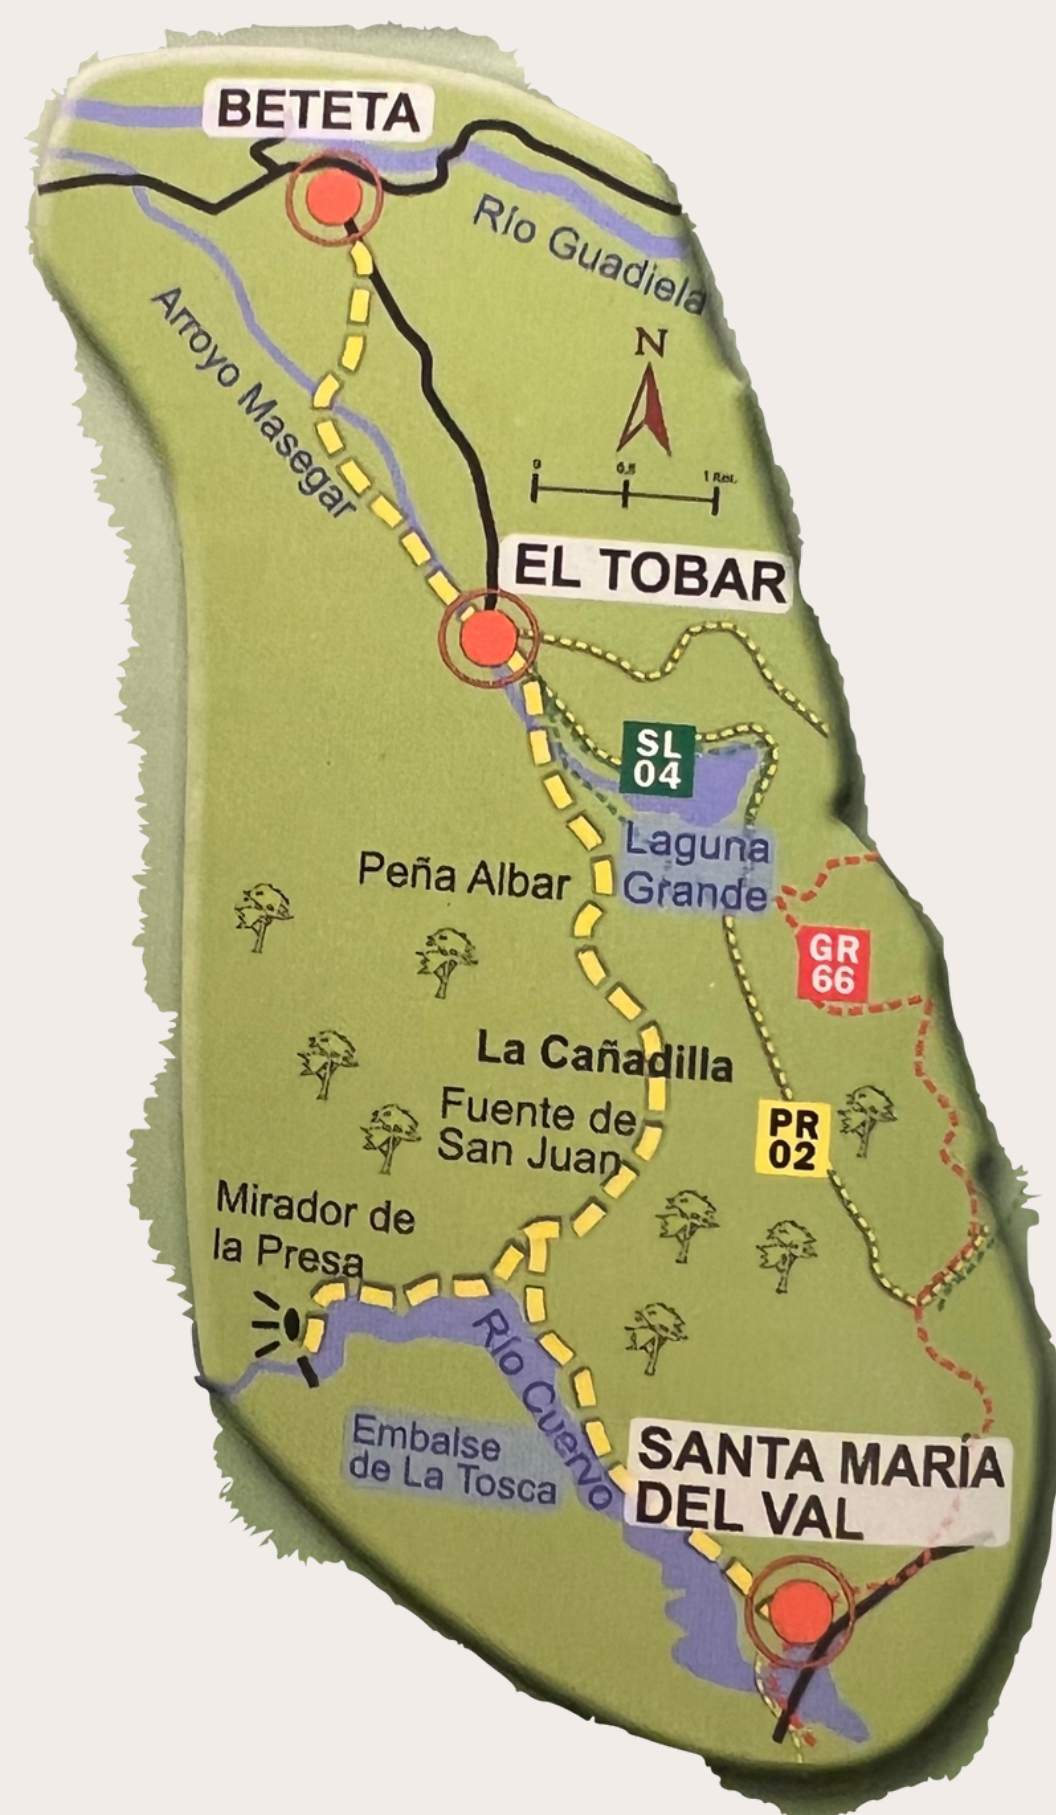 BETETA
Río Guadiela
Arroyo Masegar
N
0 0,5 1 Km.
EL TOBAR
SL
04
Laguna
Grande
Peña Albar
GR
66
La Cañadilla
Fuente de
San Juan
PR
02
Mirador de
la Presa
Río Cuervo
Embalse
de La Tosca
SANTA MARÍA
DEL VAL